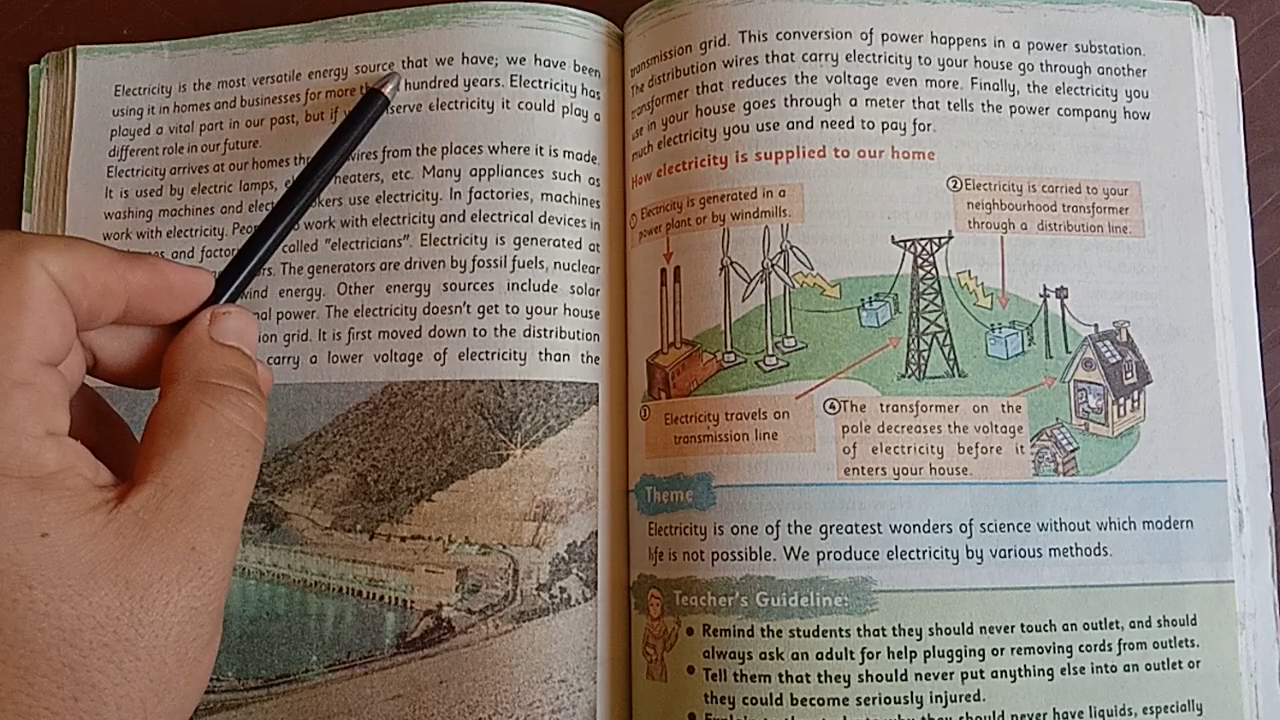 Electricity is the most versatile energy source that we have; we have been
using it in homes and businesses for more hundred years. Electricity has
played a vital part in our past, but if electricity it could play a
different role in our future.
Electricity arrives at our homes wires from the places where it is made.
It is used by electric lamps, heaters, etc. Many appliances such as
washing machines and use electricity. In factories, machines
work with electricity. work with electricity and electrical devices in
and called "electricians". Electricity is generated at
The generators are driven by fossil fuels, nuclear
wind energy. Other energy sources include solar
power. The electricity doesn't get to your house
grid. It is first moved down to the distribution
carry a lower voltage of electricity than the
transmission grid. This conversion of power happens in a power substation.
The distribution wires that carry electricity to your house go through another
transformer that reduces the voltage even more. Finally, the electricity you
use in your house goes through a meter that tells the power company how
much electricity you use and need to pay for.
How electricity is supplied to our home
① Electricity is generated in a
power plant or by windmills.
② Electricity is carried to your
neighbourhood transformer
through a distribution line.
③ Electricity travels on
transmission line
④ The transformer on the
pole decreases the voltage
of electricity before it
enters your house.
Theme
Electricity is one of the greatest wonders of science without which modern
life is not possible. We produce electricity by various methods.
Teacher's Guideline:
● Remind the students that they should never touch an outlet, and should
always ask an adult for help plugging or removing cords from outlets.
● Tell them that they should never put anything else into an outlet or
they could become seriously injured.
● they should never have liquids, especially